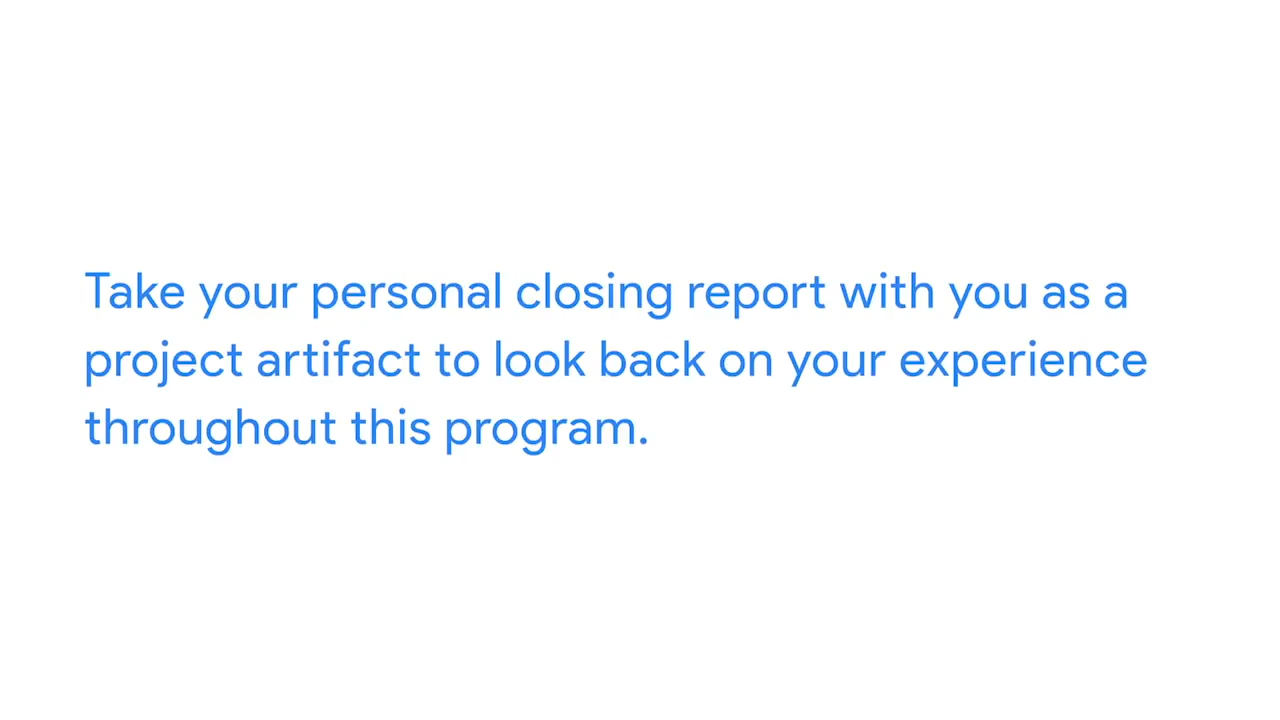 Take your personal closing report with you as a
project artifact to look back on your experience
throughout this program.